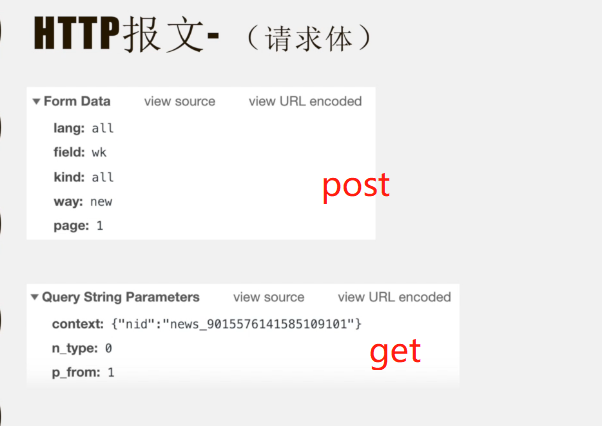 HTTP报文- （请求体）
Form Data view source view URL encoded
lang: all
field: wk
kind: all
way: new
page: 1
post
Query String Parameters view source view URL encoded
context: {"nid":"news_9015576141585109101"}
n_type: 0
p_from: 1
get